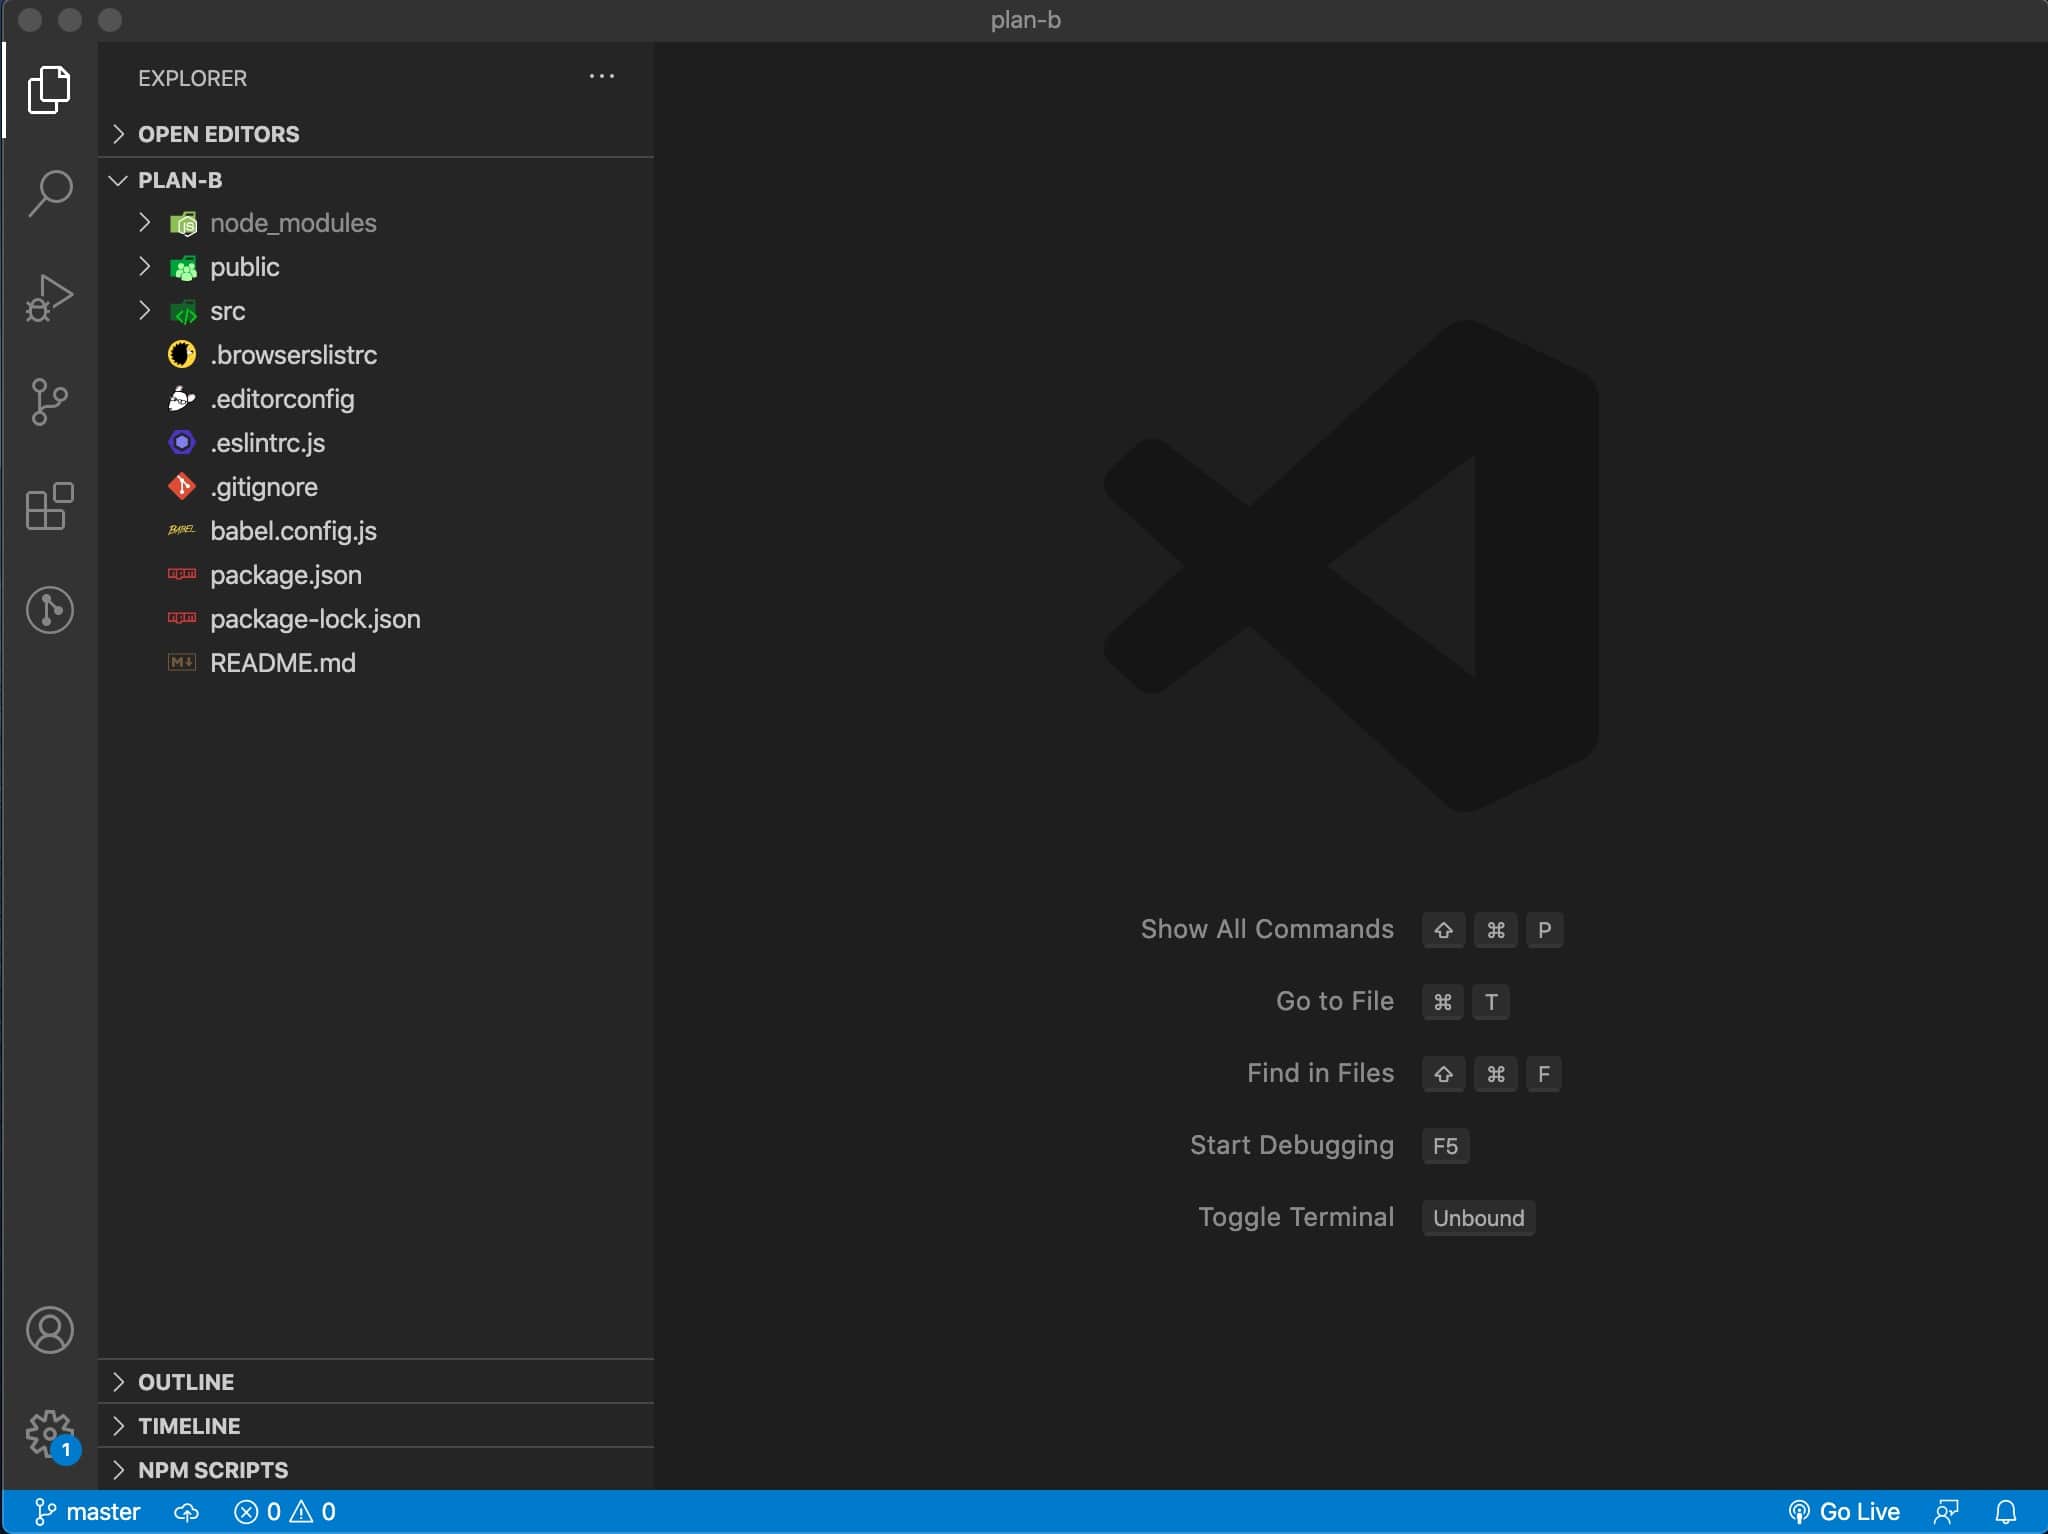 plan-b
EXPLORER
OPEN EDITORS
PLAN-B
node_modules
public
src
.browserslistrc
.editorconfig
.eslintrc.js
.gitignore
babel.config.js
package.json
package-lock.json
README.md
Show All Commands ⇧ ⌘ P
Go to File ⌘ T
Find in Files ⇧ ⌘ F
Start Debugging F5
Toggle Terminal Unbound
OUTLINE
TIMELINE
NPM SCRIPTS
1
master 0 0 Go Live